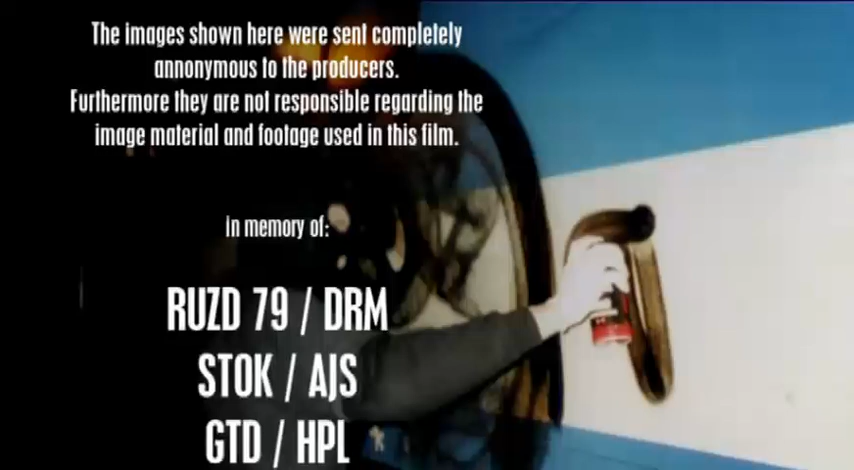 The images shown here were sent completely
annonymous to the producers.
Furthermore they are not responsible regarding the
image material and footage used in this film.
in memory of:
RUZD 79 / DRM
STOK / AJS
GTD / HPL